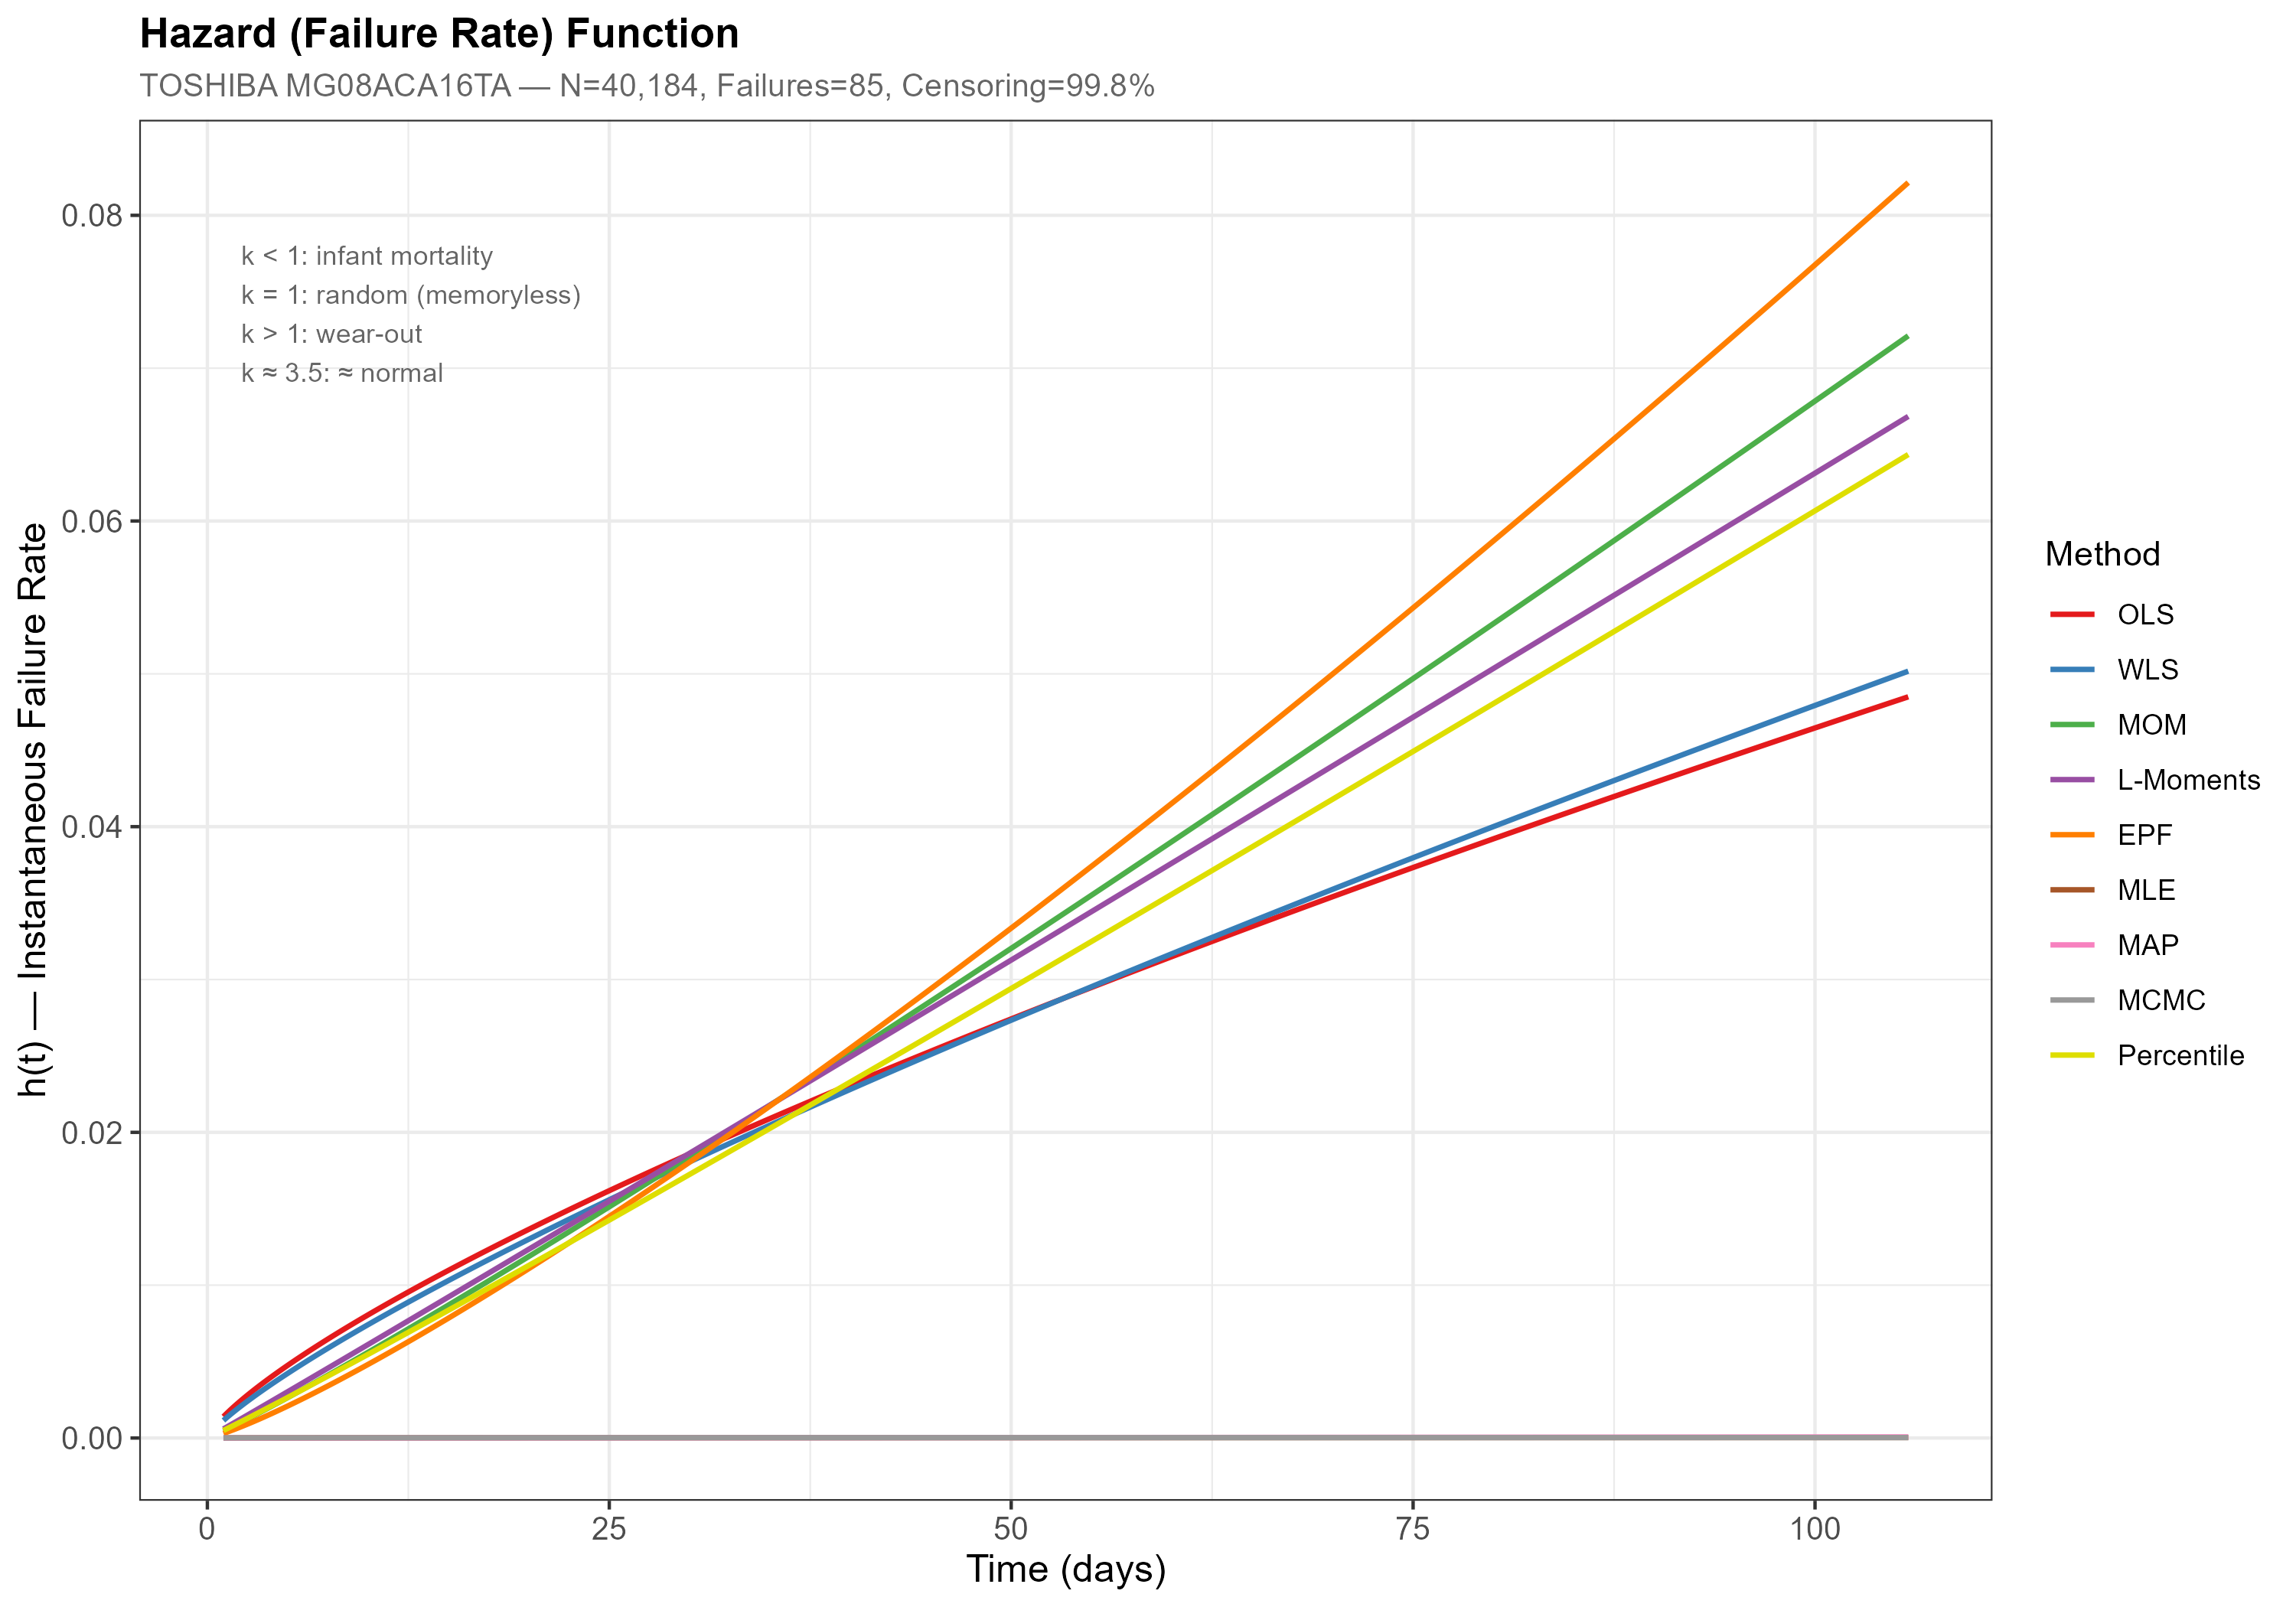 Hazard (Failure Rate) Function
TOSHIBA MG08ACA16TA — N=40,184, Failures=85, Censoring=99.8%
h(t) — Instantaneous Failure Rate
0.08
0.06
0.04
0.02
0.00
k < 1: infant mortality
k = 1: random (memoryless)
k > 1: wear-out
k ≈ 3.5: ≈ normal
0
25
50
75
100
Time (days)
Method
OLS
WLS
MOM
L-Moments
EPF
MLE
MAP
MCMC
Percentile